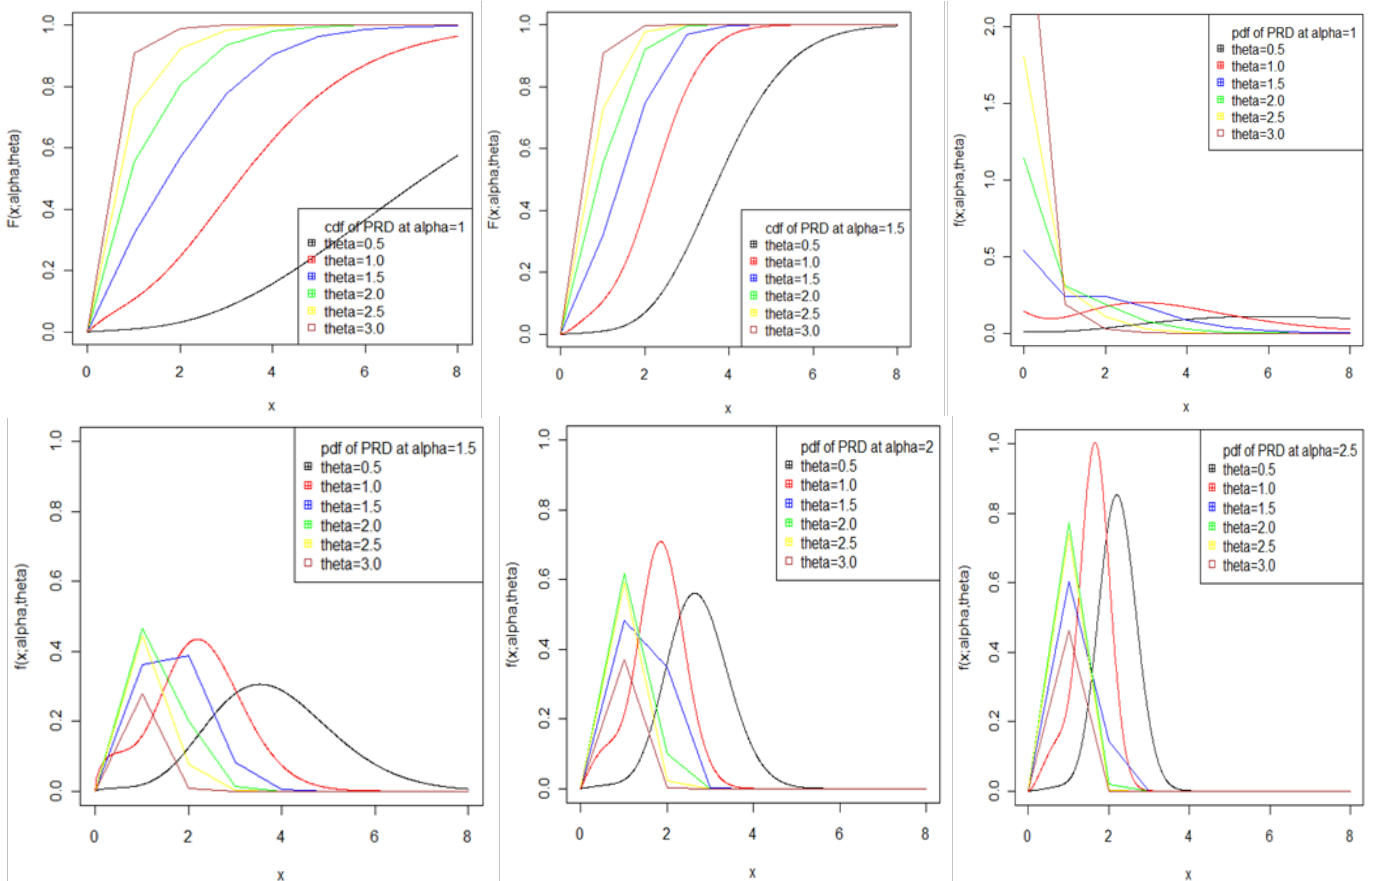 F(x;alpha,theta)
1.0
0.8
0.6
0.4
0.2
0.0
cdf of PRD at alpha=1
theta=0.5
theta=1.0
theta=1.5
theta=2.0
theta=2.5
theta=3.0
0 2 4 6 8
x
F(x;alpha,theta)
1.0
0.8
0.6
0.4
0.2
0.0
cdf of PRD at alpha=1.5
theta=0.5
theta=1.0
theta=1.5
theta=2.0
theta=2.5
theta=3.0
0 2 4 6 8
x
f(x;alpha,theta)
2.0
1.5
1.0
0.5
0.0
pdf of PRD at alpha=1
theta=0.5
theta=1.0
theta=1.5
theta=2.0
theta=2.5
theta=3.0
0 2 4 6 8
x
f(x;alpha,theta)
1.0
0.8
0.6
0.4
0.2
0.0
pdf of PRD at alpha=1.5
theta=0.5
theta=1.0
theta=1.5
theta=2.0
theta=2.5
theta=3.0
0 2 4 6 8
x
f(x;alpha,theta)
1.0
0.8
0.6
0.4
0.2
0.0
pdf of PRD at alpha=2
theta=0.5
theta=1.0
theta=1.5
theta=2.0
theta=2.5
theta=3.0
0 2 4 6 8
x
f(x;alpha,theta)
1.0
0.8
0.6
0.4
0.2
0.0
pdf of PRD at alpha=2.5
theta=0.5
theta=1.0
theta=1.5
theta=2.0
theta=2.5
theta=3.0
0 2 4 6 8
x